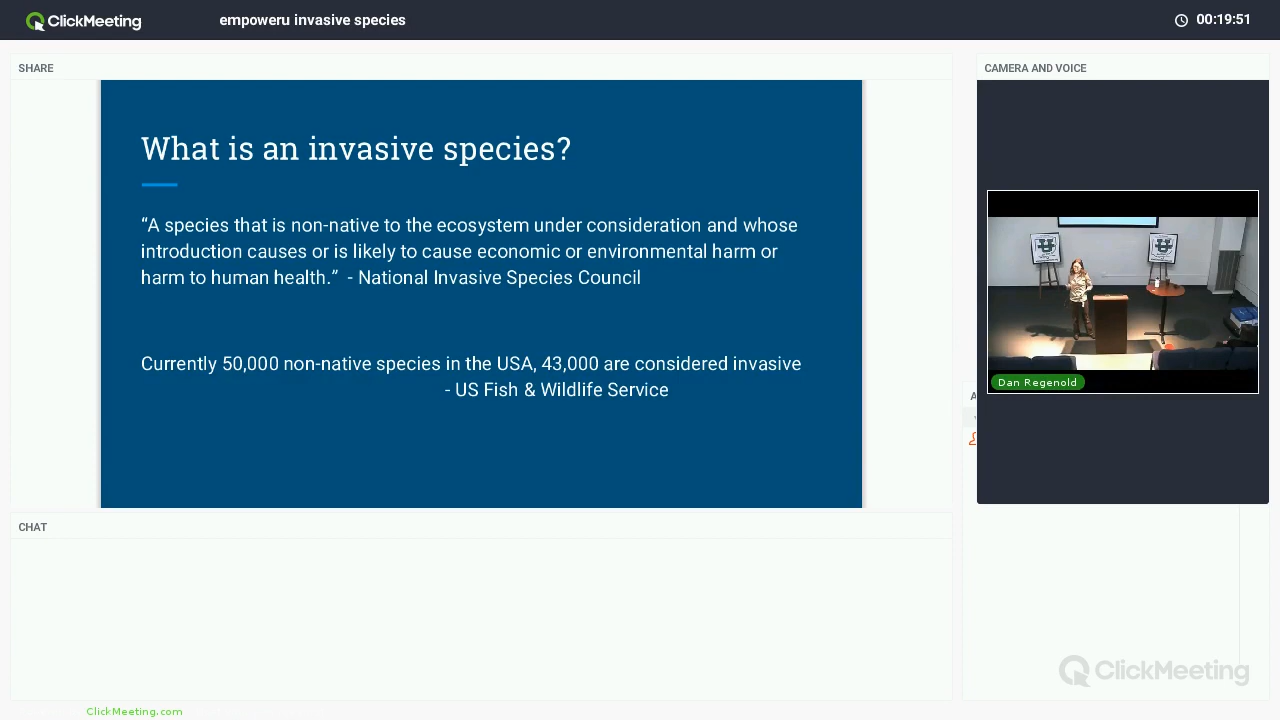 ClickMeeting
empoweru invasive species
00:19:51
SHARE
What is an invasive species?
“A species that is non-native to the ecosystem under consideration and whose
introduction causes or is likely to cause economic or environmental harm or
harm to human health.” - National Invasive Species Council
Currently 50,000 non-native species in the USA, 43,000 are considered invasive
- US Fish & Wildlife Service
CAMERA AND VOICE
Dan Regenold
CHAT
ClickMeeting
ClickMeeting.com